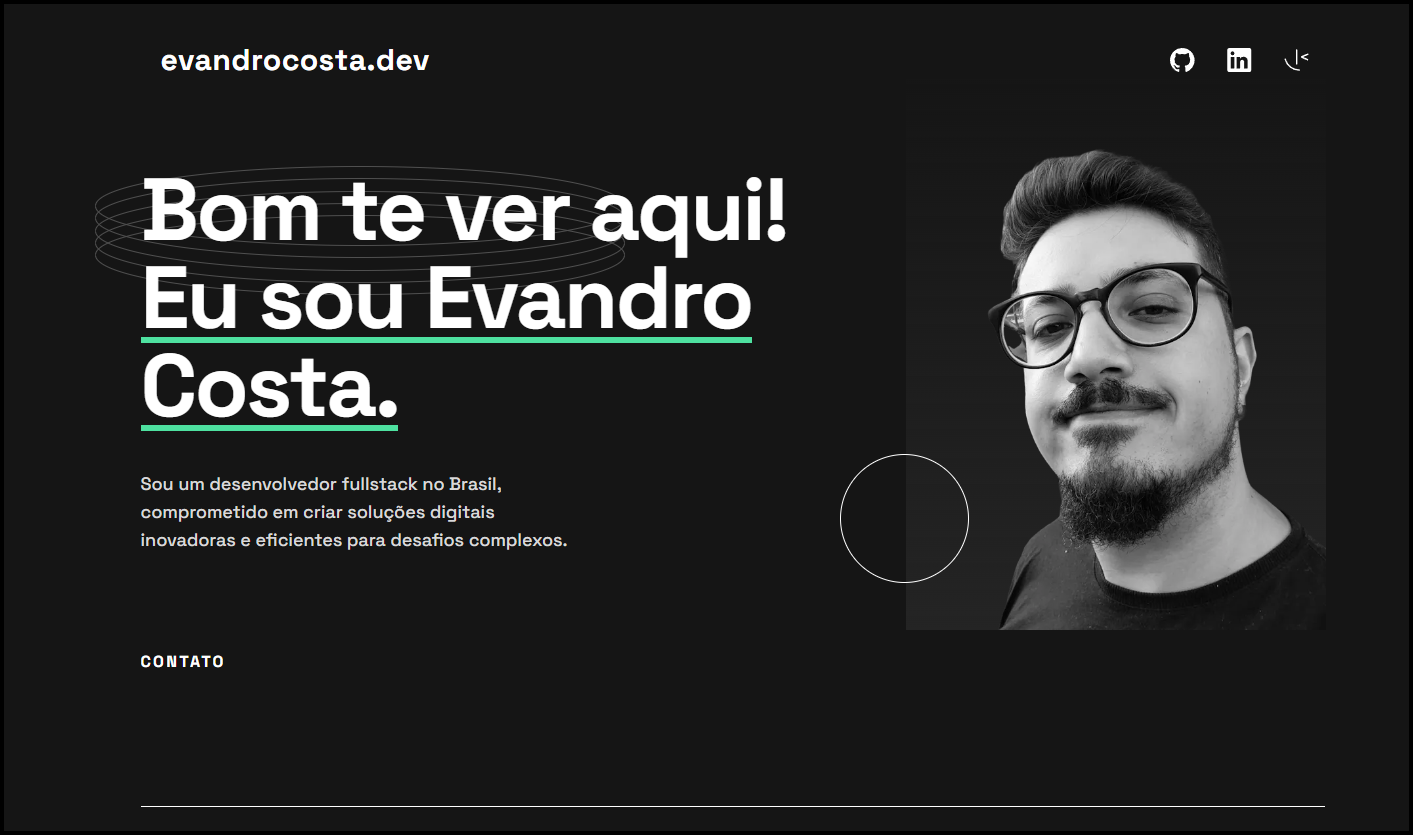 evandrocosta.dev
Bom te ver aqui!
Eu sou Evandro
Costa.
Sou um desenvolvedor fullstack no Brasil,
comprometido em criar soluções digitais
inovadoras e eficientes para desafios complexos.
CONTATO